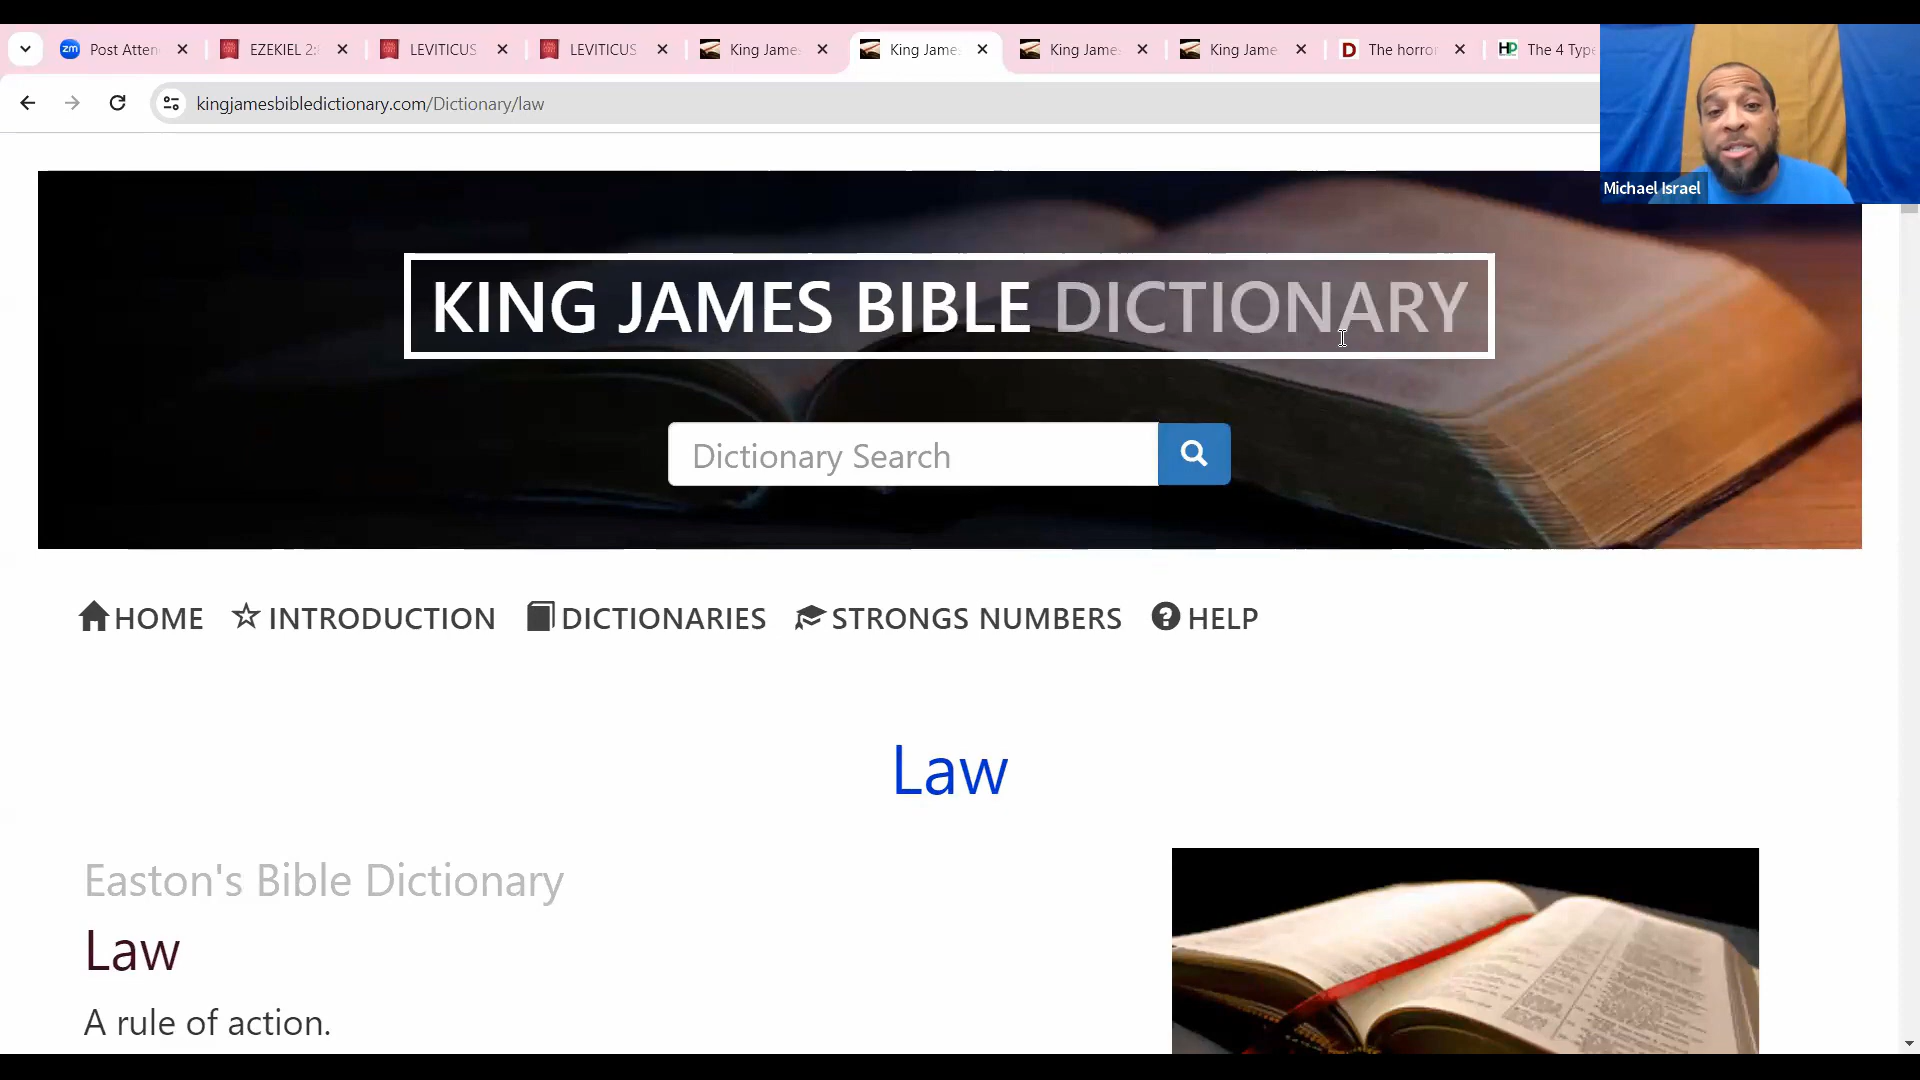 Post Atten
EZEKIEL 2:
LEVITICUS
LEVITICUS
King Jame
King Jame
King Jame
King Jame
The horro
The 4 Type
kingjamesbibledictionary.com/Dictionary/law
Michael Israel
KING JAMES BIBLE DICTIONARY
Dictionary Search
HOME INTRODUCTION DICTIONARIES STRONGS NUMBERS HELP
Law
Easton's Bible Dictionary
Law
A rule of action.